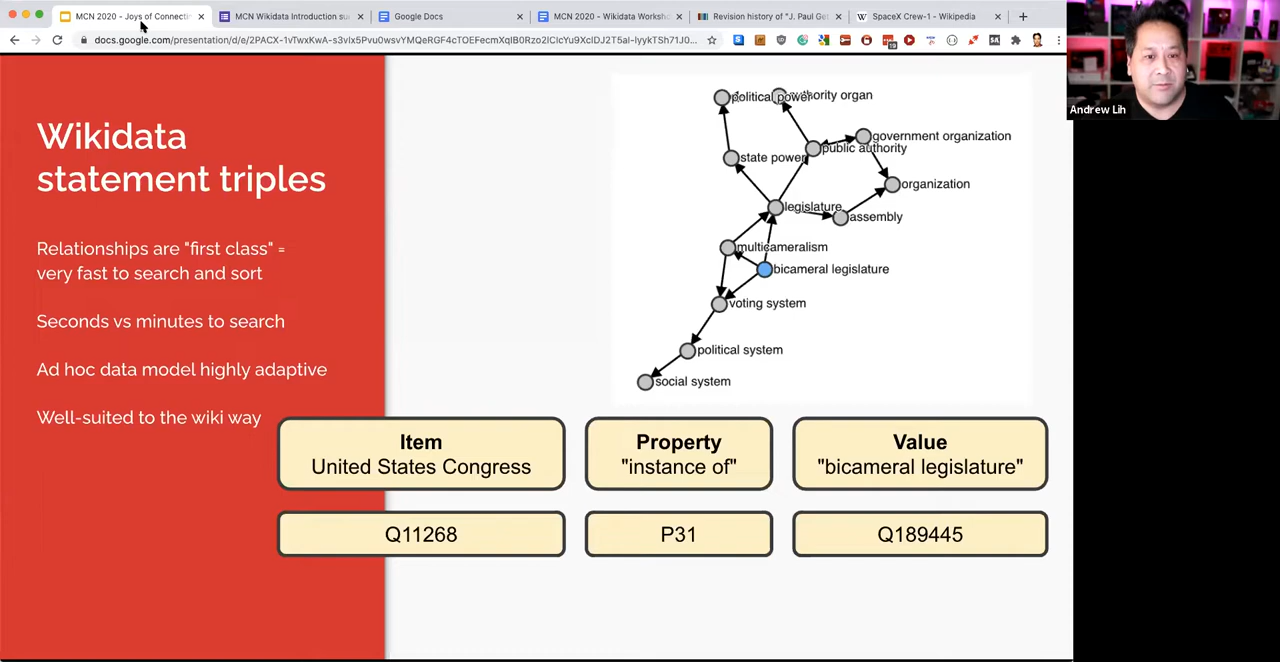 MCN 2020 - Joys of Connectin
MCN Wikidata Introduction su
Google Docs
MCN 2020 - Wikidata Worksh
Revision history of "J. Paul Get
SpaceX Crew-1 - Wikipedia
Andrew Lih
Wikidata
statement triples
Relationships are "first class" =
very fast to search and sort
Seconds vs minutes to search
Ad hoc data model highly adaptive
Well-suited to the wiki way
political power
authority organ
government organization
public authority
state power
organization
legislature
assembly
multicameralism
bicameral legislature
voting system
political system
social system
Item
United States Congress
Property
"instance of"
Value
"bicameral legislature"
Q11268
P31
Q189445